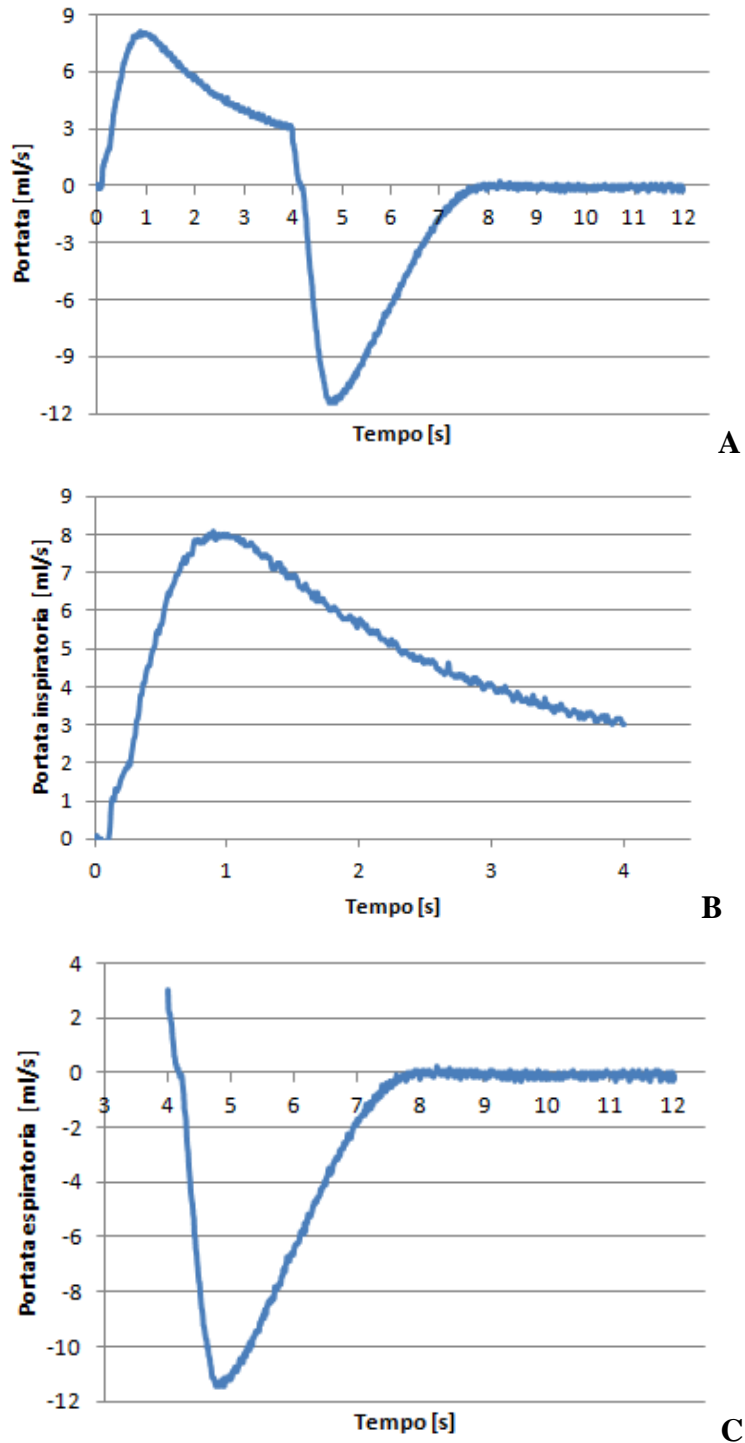 9
6
3
0
-3
-6
-9
-12
0 1 2 3 4 5 6 7 8 9 10 11 12
Portata [ml/s]
Tempo [s]
A
9
8
7
6
5
4
3
2
1
0
0 1 2 3 4
Portata inspiratoria [ml/s]
Tempo [s]
B
4
2
0
-2
-4
-6
-8
-10
-12
3 4 5 6 7 8 9 10 11 12
Portata espiratoria [ml/s]
Tempo [s]
C